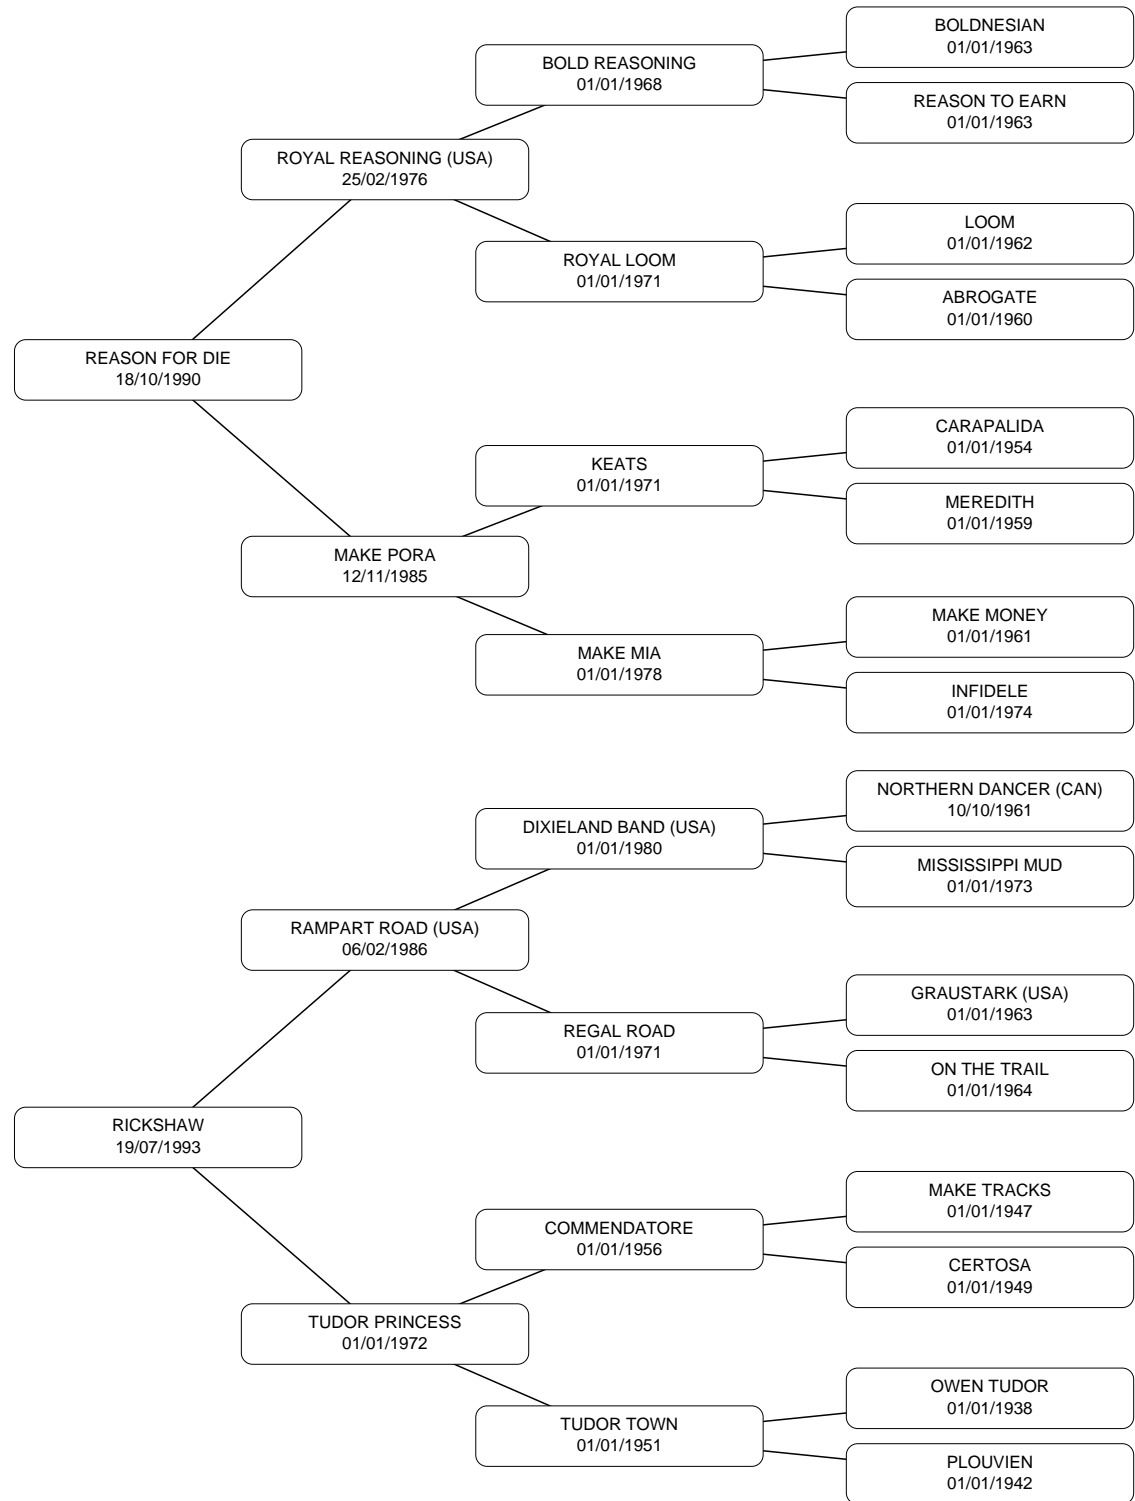 BOLDNESIAN
01/01/1963
BOLD REASONING
01/01/1968
REASON TO EARN
01/01/1963
ROYAL REASONING (USA)
25/02/1976
LOOM
01/01/1962
ROYAL LOOM
01/01/1971
ABROGATE
01/01/1960
REASON FOR DIE
18/10/1990
CARAPALIDA
01/01/1954
KEATS
01/01/1971
MEREDITH
01/01/1959
MAKE PORA
12/11/1985
MAKE MONEY
01/01/1961
MAKE MIA
01/01/1978
INFIDELE
01/01/1974
NORTHERN DANCER (CAN)
10/10/1961
DIXIELAND BAND (USA)
01/01/1980
MISSISSIPPI MUD
01/01/1973
RAMPART ROAD (USA)
06/02/1986
GRAUSTARK (USA)
01/01/1963
REGAL ROAD
01/01/1971
ON THE TRAIL
01/01/1964
RICKSHAW
19/07/1993
MAKE TRACKS
01/01/1947
COMMENDATORE
01/01/1956
CERTOSA
01/01/1949
TUDOR PRINCESS
01/01/1972
OWEN TUDOR
01/01/1938
TUDOR TOWN
01/01/1951
PLOUVIEN
01/01/1942